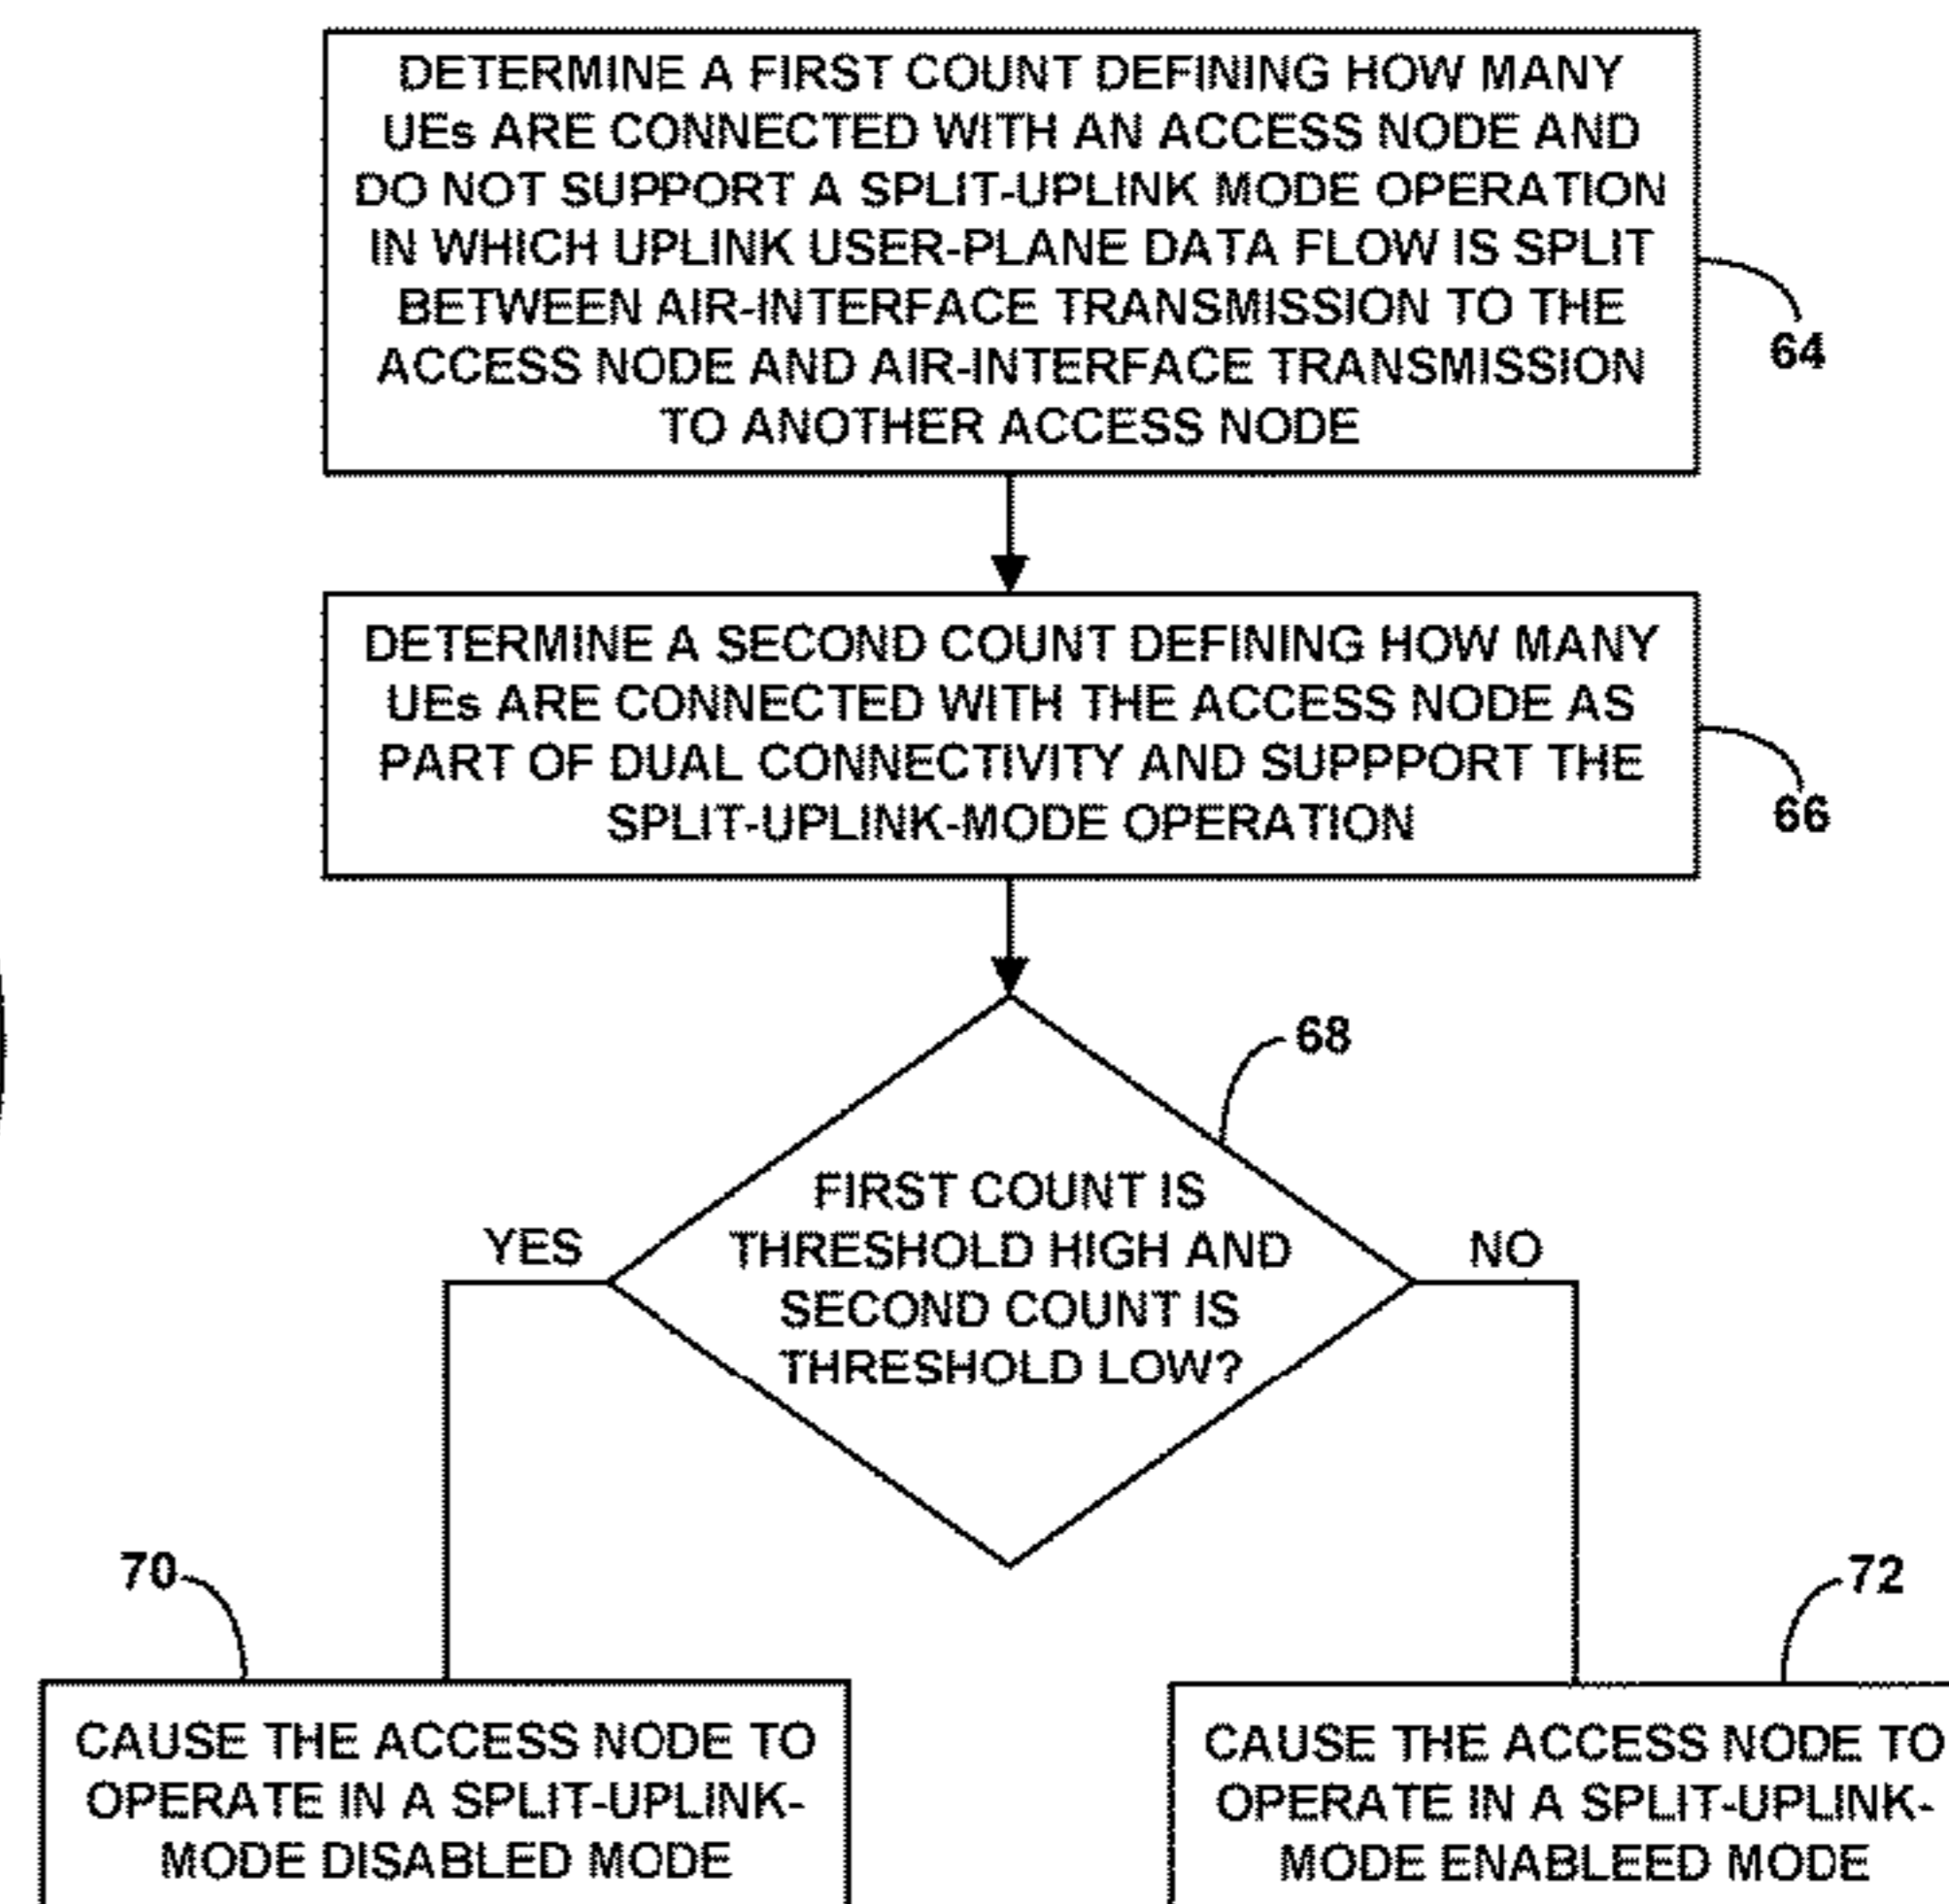 DETERMINE A FIRST COUNT DEFINING HOW MANY
UEs ARE CONNECTED WITH AN ACCESS NODE AND
DO NOT SUPPORT A SPLIT-UPLINK MODE OPERATION
IN WHICH UPLINK USER-PLANE DATA FLOW IS SPLIT
BETWEEN AIR-INTERFACE TRANSMISSION TO THE
ACCESS NODE AND AIR-INTERFACE TRANSMISSION
TO ANOTHER ACCESS NODE
64
DETERMINE A SECOND COUNT DEFINING HOW MANY
UEs ARE CONNECTED WITH THE ACCESS NODE AS
PART OF DUAL CONNECTIVITY AND SUPPPORT THE
SPLIT-UPLINK-MODE OPERATION
66
68
FIRST COUNT IS
THRESHOLD HIGH AND
SECOND COUNT IS
THRESHOLD LOW?
YES
NO
70
72
CAUSE THE ACCESS NODE TO
OPERATE IN A SPLIT-UPLINK-
MODE DISABLED MODE
CAUSE THE ACCESS NODE TO
OPERATE IN A SPLIT-UPLINK-
MODE ENABLEED MODE